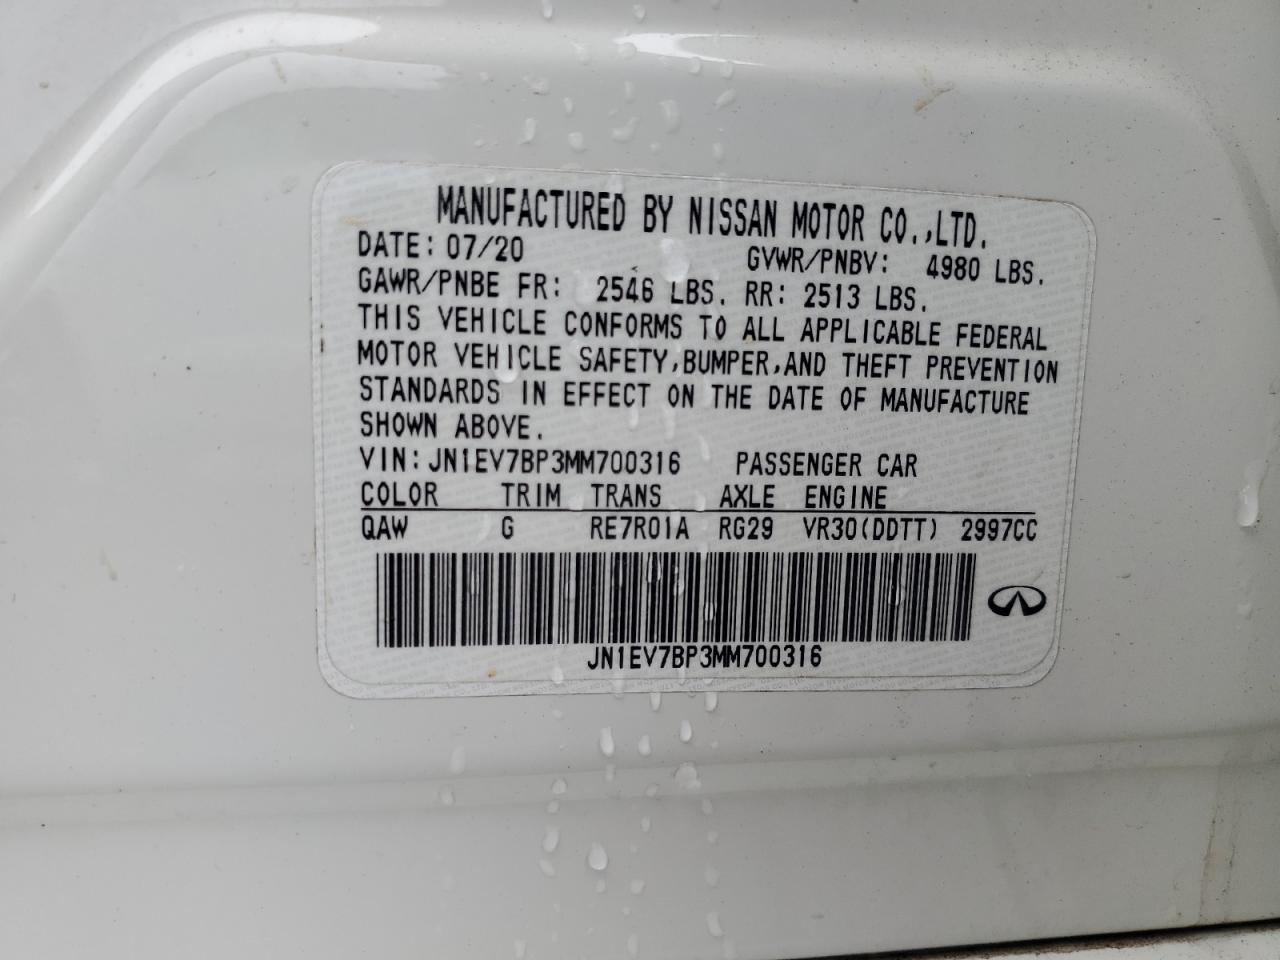 MANUFACTURED BY NISSAN MOTOR CO.,LTD.
DATE: 07/20 GVWR/PNBV: 4980 LBS.
GAWR/PNBE FR: 2546 LBS. RR: 2513 LBS.
THIS VEHICLE CONFORMS TO ALL APPLICABLE FEDERAL
MOTOR VEHICLE SAFETY,BUMPER,AND THEFT PREVENTION
STANDARDS IN EFFECT ON THE DATE OF MANUFACTURE
SHOWN ABOVE.
VIN:JN1EV7BP3MM700316 PASSENGER CAR
COLOR TRIM TRANS AXLE ENGINE
QAW G RE7R01A RG29 VR30(DDTT) 2997CC
JN1EV7BP3MM700316